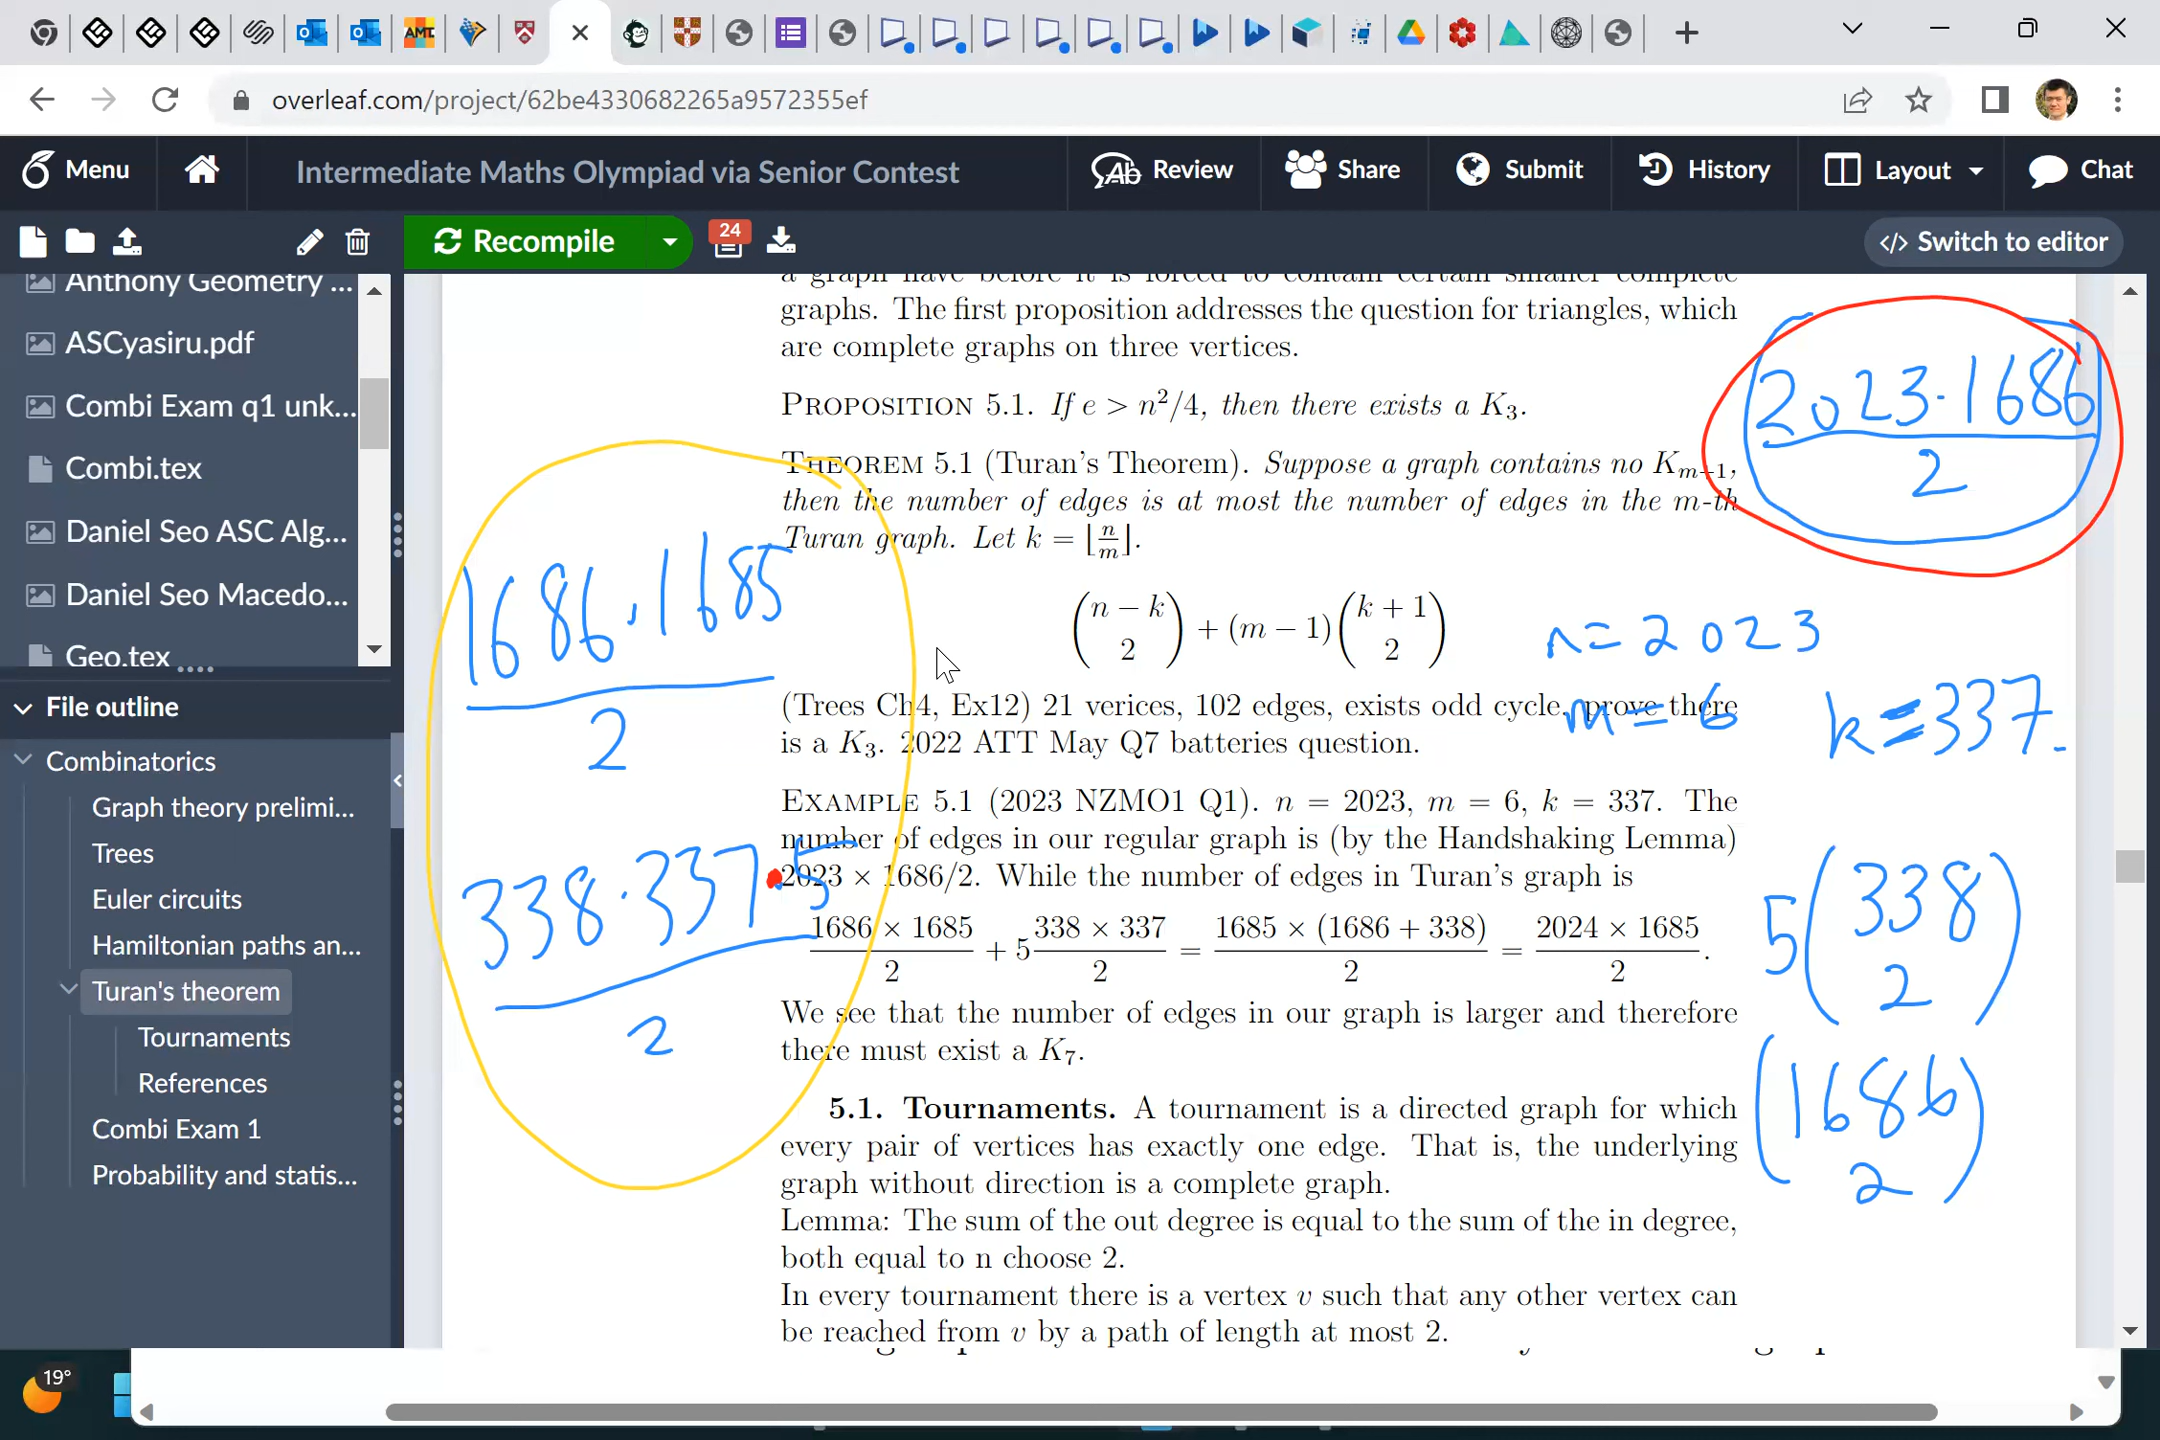 overleaf.com/project/62be4330682265a9572355ef
Menu
Intermediate Maths Olympiad via Senior Contest
Review
Share
Submit
History
Layout
Chat
Recompile
24
Switch to editor
Anthony Geometry ...
ASCyasiru.pdf
Combi Exam q1 unk...
Combi.tex
Daniel Seo ASC Alg...
Daniel Seo Macedo...
Geo.tex
File outline
Combinatorics
Graph theory prelimi...
Trees
Euler circuits
Hamiltonian paths an...
Turan's theorem
Tournaments
References
Combi Exam 1
Probability and statis...
a graph have before it is forced to contain certain smaller complete
graphs. The first proposition addresses the question for triangles, which
are complete graphs on three vertices.
PROPOSITION 5.1. If e > n²/4, then there exists a K₃.
THEOREM 5.1 (Turan's Theorem). Suppose a graph contains no K_{m+1},
then the number of edges is at most the number of edges in the m-th
Turan graph. Let k = ⌊n/m⌋.
(n − k choose 2) + (m − 1)(k + 1 choose 2)
(Trees Ch4, Ex12) 21 verices, 102 edges, exists odd cycle, prove there
is a K₃. 2022 ATT May Q7 batteries question.
EXAMPLE 5.1 (2023 NZMO1 Q1). n = 2023, m = 6, k = 337. The
number of edges in our regular graph is (by the Handshaking Lemma)
2023 × 1686/2. While the number of edges in Turan's graph is
1686 × 1685 / 2 + 5 338 × 337 / 2 = 1685 × (1686 + 338) / 2 = 2024 × 1685 / 2.
We see that the number of edges in our graph is larger and therefore
there must exist a K₇.
5.1. Tournaments. A tournament is a directed graph for which
every pair of vertices has exactly one edge. That is, the underlying
graph without direction is a complete graph.
Lemma: The sum of the out degree is equal to the sum of the in degree,
both equal to n choose 2.
In every tournament there is a vertex v such that any other vertex can
be reached from v by a path of length at most 2.
1686·1685
2
338·337·5
2
2023·1686
2
n=2023
m=6
k=337.
5(338
2)
(1686
2)
19°